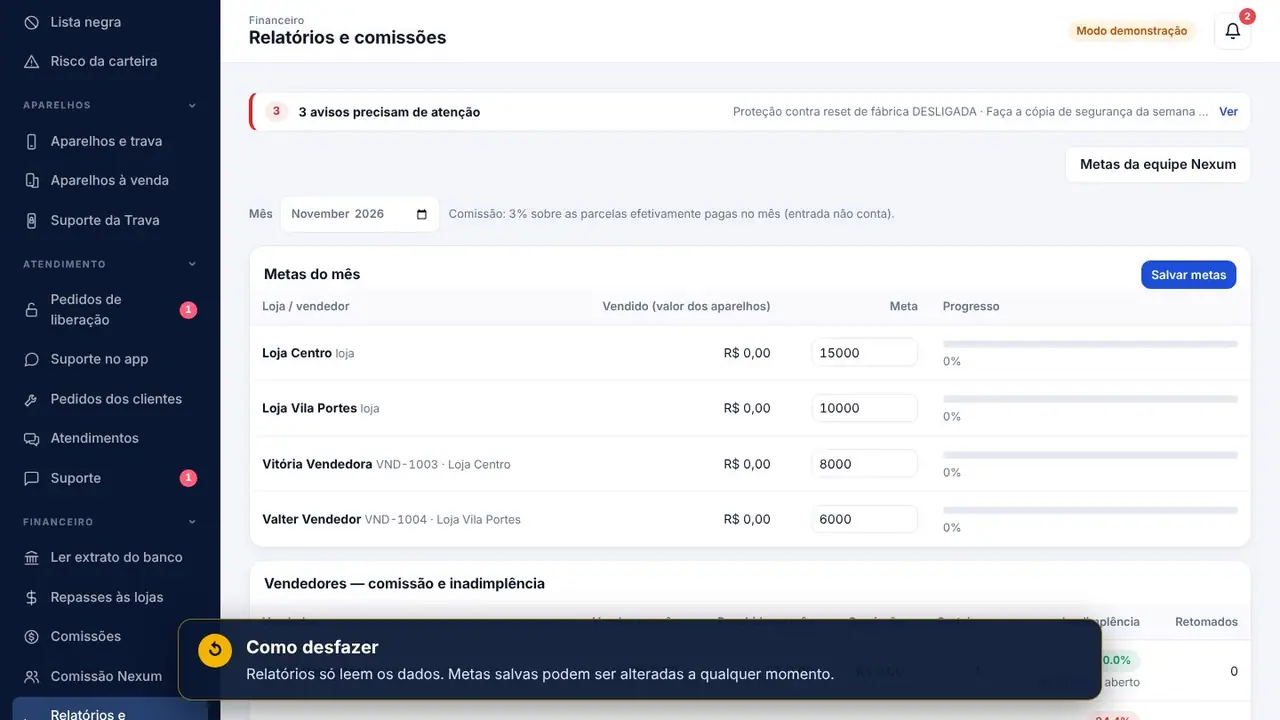 Lista negra
Risco da carteira
APARELHOS
Aparelhos e trava
Aparelhos à venda
Suporte da Trava
ATENDIMENTO
Pedidos de
liberação
1
Suporte no app
Pedidos dos clientes
Atendimentos
Suporte
1
FINANCEIRO
Ler extrato do banco
Repasses às lojas
Comissões
Comissão Nexum
Relatórios e
Financeiro
Relatórios e comissões
Modo demonstração
2
3
3 avisos precisam de atenção
Proteção contra reset de fábrica DESLIGADA · Faça a cópia de segurança da semana ...
Ver
Metas da equipe Nexum
Mês
November 2026
Comissão: 3% sobre as parcelas efetivamente pagas no mês (entrada não conta).
Metas do mês
Salvar metas
Loja / vendedor
Vendido (valor dos aparelhos)
Meta
Progresso
Loja Centro loja
R$ 0,00
15000
0%
Loja Vila Portes loja
R$ 0,00
10000
0%
Vitória Vendedora VND-1003 · Loja Centro
R$ 0,00
8000
0%
Valter Vendedor VND-1004 · Loja Vila Portes
R$ 0,00
6000
0%
Vendedores — comissão e inadimplência
Retomados
0.0%
aberto
0
Como desfazer
Relatórios só leem os dados. Metas salvas podem ser alteradas a qualquer momento.